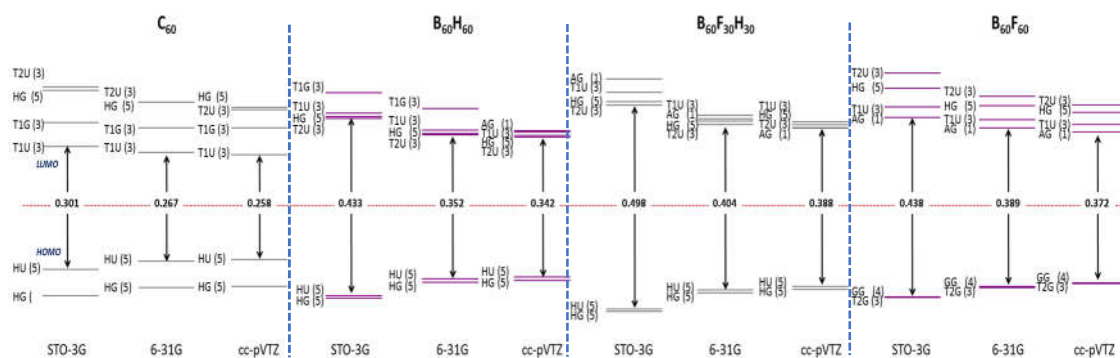 C60
B60H60
B60F30H30
B60F60
T2U (3)
HG (5)
T1G (3)
T1U (3)
LUMO
0.301
HOMO
HU (5)
HG (
STO-3G
T2U (3)
HG (5)
T1G (3)
T1U (3)
0.267
HU (5)
HG (5)
6-31G
HG (5)
T2U (3)
T1G (3)
T1U (3)
0.258
HU (5)
HG (5)
cc-pVTZ
T1G (3)
T1U (3)
HG (5)
T2U (3)
0.433
HU (5)
HG (5)
STO-3G
T1G (3)
T1U (3)
HG (5)
T2U (3)
0.352
HU (5)
HG (5)
6-31G
AG (1)
T1U (3)
HG (5)
T2U (3)
0.342
HU (5)
HG (5)
cc-pVTZ
AG (1)
T1U (3)
HG (5)
T2U (3)
0.498
HU (5)
HG (5)
STO-3G
T1U (3)
AG (1)
HG (5)
T2U (3)
0.404
HU (5)
HG (5)
6-31G
T1U (3)
HG (5)
T2U (3)
AG (1)
0.388
HU (5)
HG (5)
cc-pVTZ
T2U (3)
HG (5)
T1U (3)
AG (1)
0.438
GG (4)
T2G (3)
STO-3G
T2U (3)
HG (5)
T1U (3)
AG (1)
0.389
GG (4)
T2G (3)
6-31G
T2U (3)
HG (5)
T1U (3)
AG (1)
0.372
GG (4)
T2G (3)
cc-pVTZ